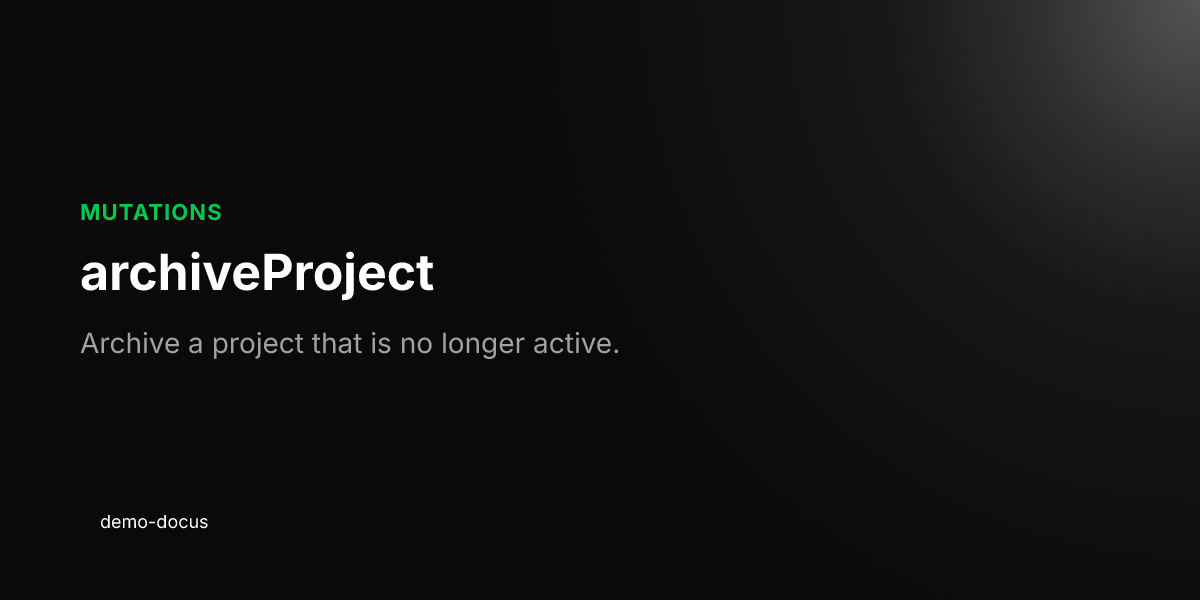 MUTATIONS
archiveProject
Archive a project that is no longer active.
demo-docus